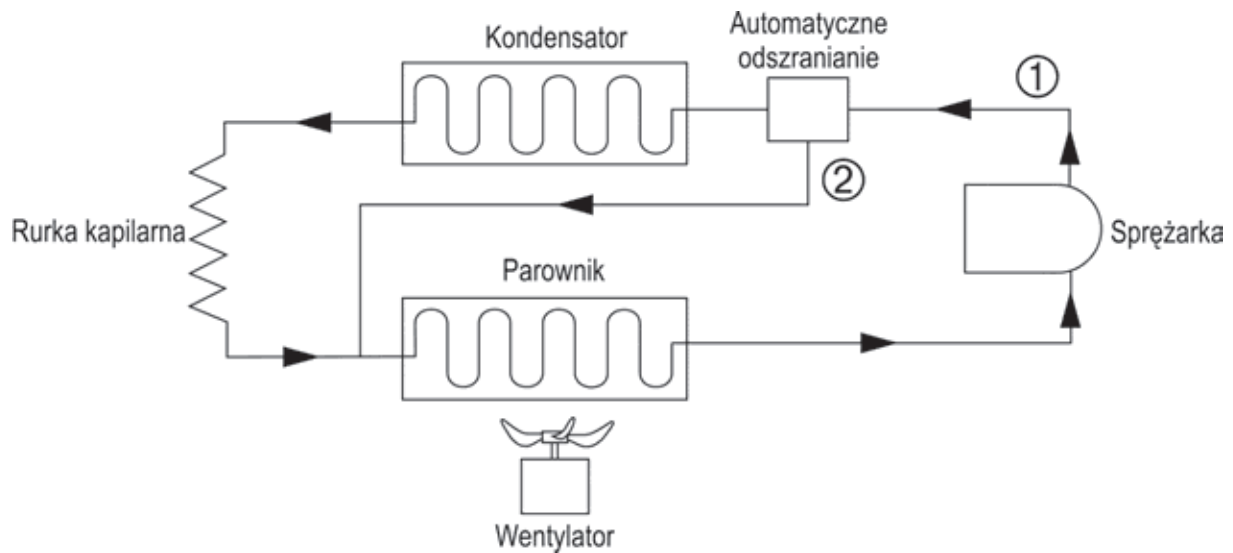 Automatyczne
odszranianie
Kondensator
①
②
Rurka kapilarna
Sprężarka
Parownik
Wentylator